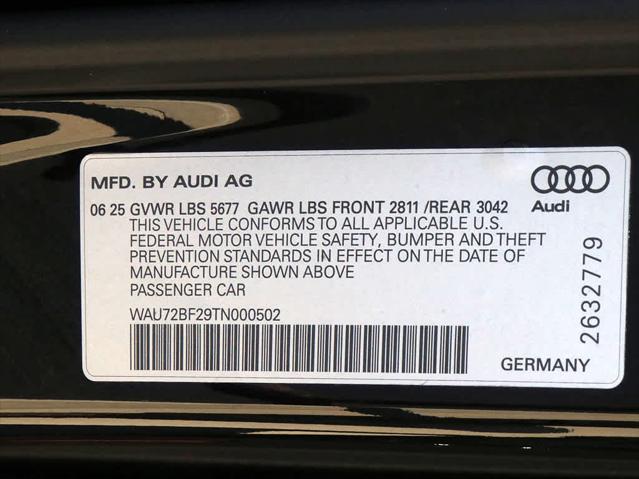 MFD. BY AUDI AG
06 25 GVWR LBS 5677 GAWR LBS FRONT 2811 /REAR 3042
Audi
THIS VEHICLE CONFORMS TO ALL APPLICABLE U.S.
FEDERAL MOTOR VEHICLE SAFETY, BUMPER AND THEFT
PREVENTION STANDARDS IN EFFECT ON THE DATE OF
MANUFACTURE SHOWN ABOVE
PASSENGER CAR
WAU72BF29TN000502
2632779
GERMANY